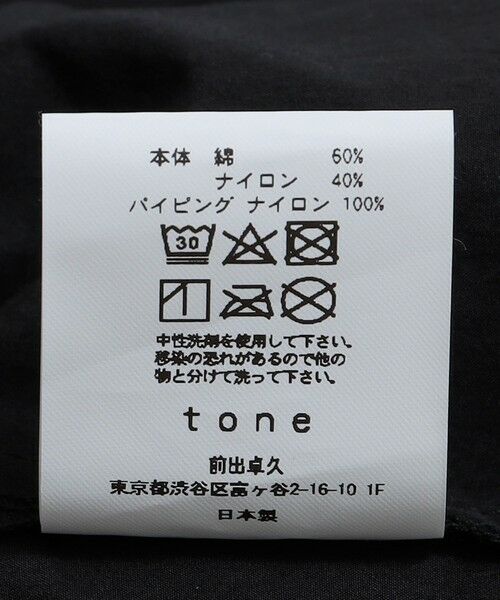 本体 綿 60%
ナイロン 40%
パイピング ナイロン 100%
30
中性洗剤を使用して下さい。
移染の恐れがあるので他の
物と分けて洗って下さい。
tone
前出卓久
東京都渋谷区富ヶ谷2-16-10 1F
日本製